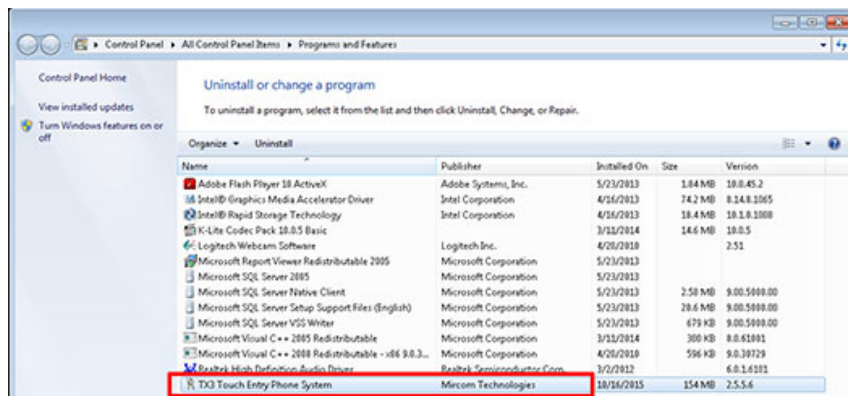 Control Panel ▸ All Control Panel Items ▸ Programs and Features
Control Panel Home
View installed updates
Turn Windows features on or off
Uninstall or change a program
To uninstall a program, select it from the list and then click Uninstall, Change, or Repair.
Organize Uninstall
Name Publisher Installed On Size Version
Adobe Flash Player 10 ActiveX Adobe Systems, Inc. 5/23/2013 1.84 MB 10.0.45.2
Intel® Graphics Media Accelerator Driver Intel Corporation 4/16/2013 74.2 MB 8.14.8.1065
Intel® Rapid Storage Technology Intel Corporation 4/16/2013 18.4 MB 10.1.0.1008
K-Lite Codec Pack 10.0.5 Basic 3/11/2014 14.6 MB 10.0.5
Logitech Webcam Software Logitech Inc. 4/20/2010 2.51
Microsoft Report Viewer Redistributable 2005 Microsoft Corporation 5/23/2013
Microsoft SQL Server 2005 Microsoft Corporation 5/23/2013
Microsoft SQL Server Native Client Microsoft Corporation 5/23/2013 2.58 MB 9.00.5000.00
Microsoft SQL Server Setup Support Files (English) Microsoft Corporation 5/23/2013 20.6 MB 9.00.5000.00
Microsoft SQL Server VSS Writer Microsoft Corporation 5/23/2013 679 KB 9.00.5000.00
Microsoft Visual C++ 2005 Redistributable Microsoft Corporation 3/11/2014 300 KB 8.0.61001
Microsoft Visual C++ 2008 Redistributable - x86 9.0.3... Microsoft Corporation 4/20/2010 596 KB 9.0.30729
Realtek High Definition Audio Driver Realtek Semiconductor Corp. 3/2/2012 6.0.1.6101
TX3 Touch Entry Phone System Mircom Technologies 10/16/2015 154 MB 2.5.5.6